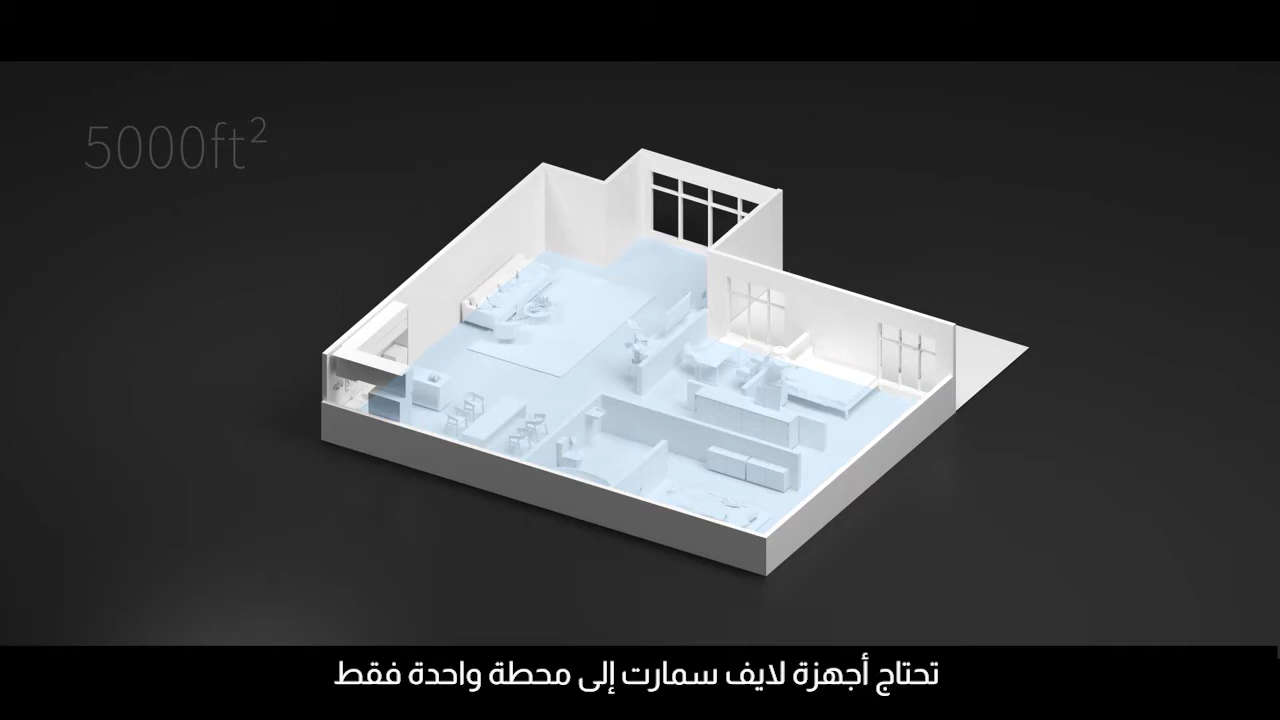 5000ft²
تحتاج أجهزة لايف سمارت إلى محطة واحدة فقط